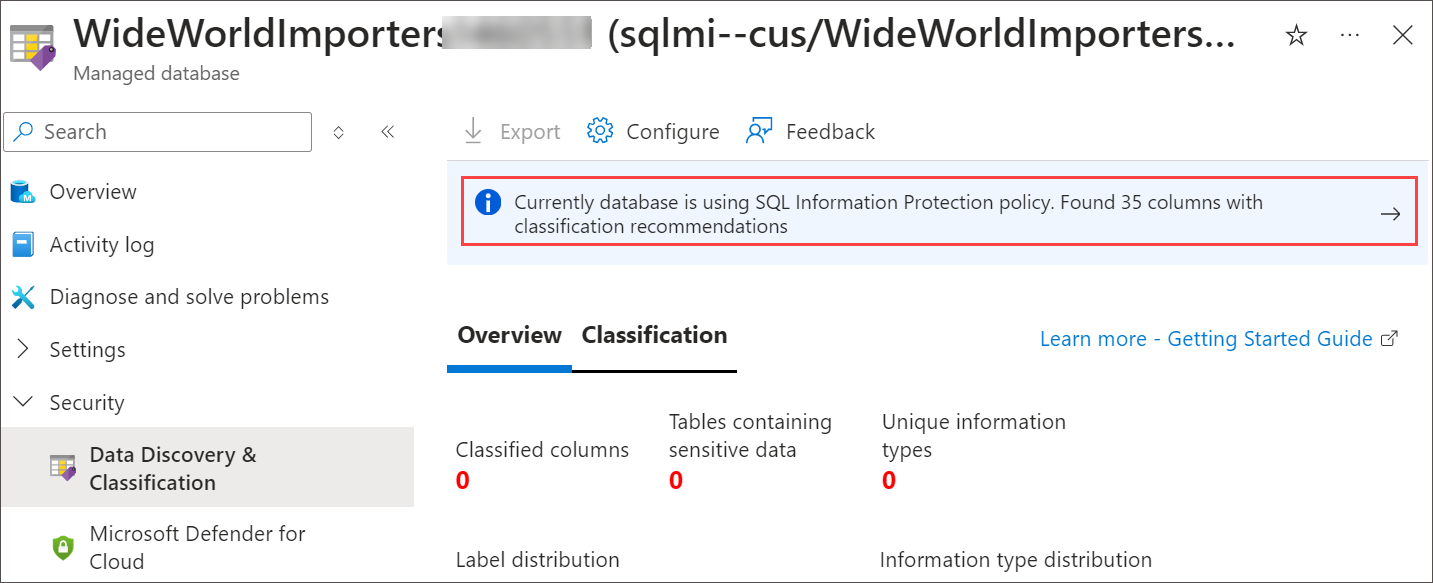 WideWorldImporters (sqlmi--cus/WideWorldImporters...
Managed database
Search
Export
Configure
Feedback
Overview
Activity log
Diagnose and solve problems
Settings
Security
Data Discovery &
Classification
Microsoft Defender for
Cloud
Currently database is using SQL Information Protection policy. Found 35 columns with
classification recommendations
Overview
Classification
Learn more - Getting Started Guide
Classified columns
0
Tables containing
sensitive data
0
Unique information
types
0
Label distribution
Information type distribution